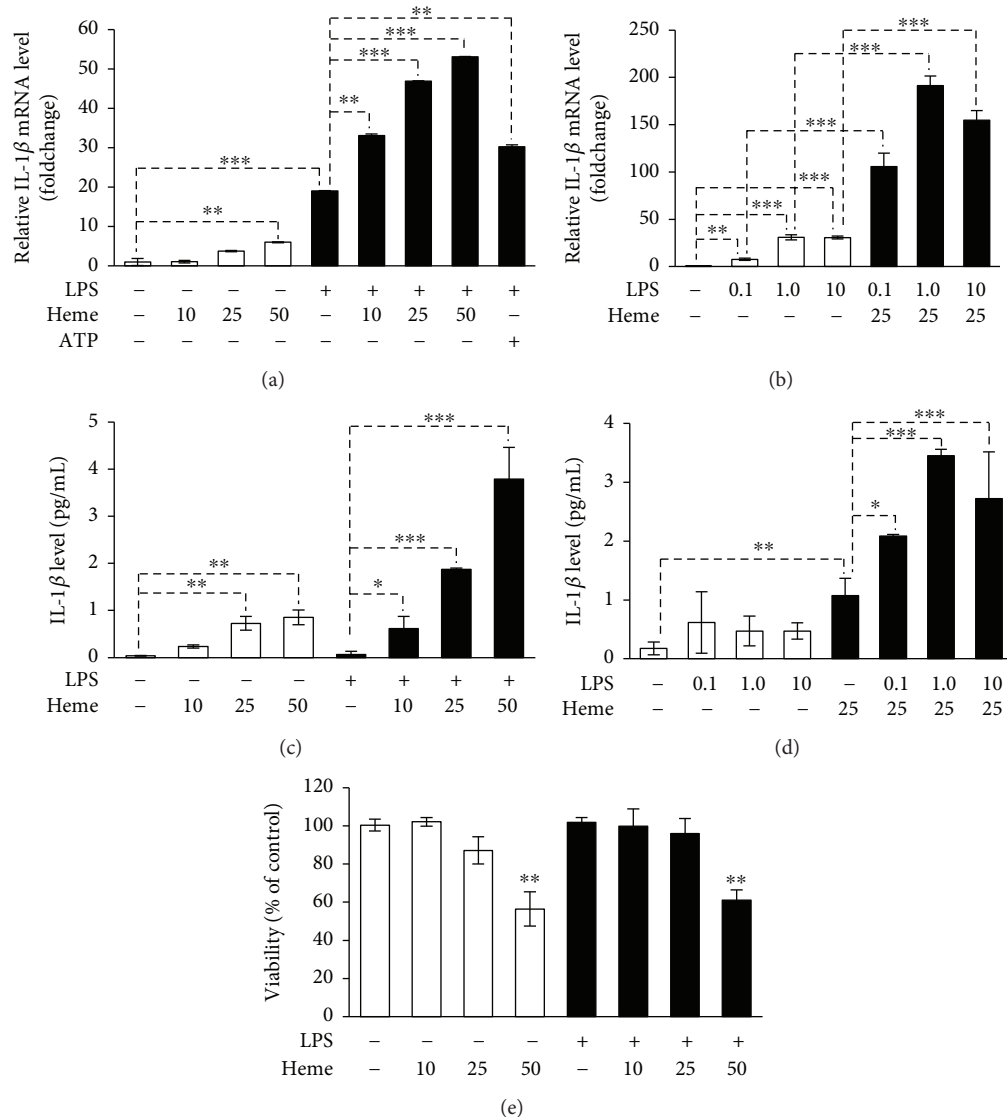 Relative IL-1β mRNA level
(foldchange)
60
50
40
30
20
10
0
**
***
***
**
***
**
LPS – – – – + + + + +
Heme – 10 25 50 – 10 25 50 –
ATP – – – – – – – – +
(a)
Relative IL-1β mRNA level
(foldchange)
250
200
150
100
50
0
***
***
***
***
***
**
LPS – 0.1 1.0 10 0.1 1.0 10
Heme – – – – 25 25 25
(b)
IL-1β level (pg/mL)
5
4
3
2
1
0
***
***
**
**
*
LPS – – – – + + + +
Heme – 10 25 50 – 10 25 50
(c)
IL-1β level (pg/mL)
4
3
2
1
0
***
***
*
**
LPS – 0.1 1.0 10 – 0.1 1.0 10
Heme – – – – 25 25 25 25
(d)
Viability (% of control)
120
100
80
60
40
20
0
** **
LPS – – – – + + + +
Heme – 10 25 50 – 10 25 50
(e)